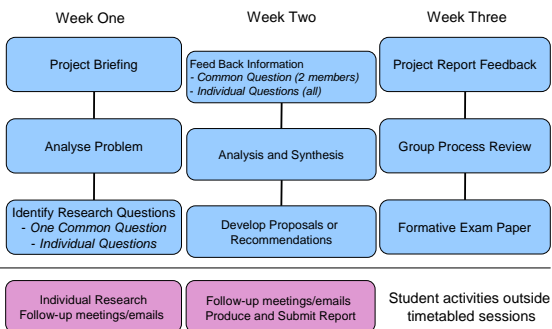 Week One
Project Briefing
Analyse Problem
Identify Research Questions
- One Common Question
- Individual Questions
Individual Research
Follow-up meetings/emails
Week Two
Feed Back Information
- Common Question (2 members)
- Individual Questions (all)
Analysis and Synthesis
Develop Proposals or
Recommendations
Follow-up meetings/emails
Produce and Submit Report
Week Three
Project Report Feedback
Group Process Review
Formative Exam Paper
Student activities outside
timetabled sessions